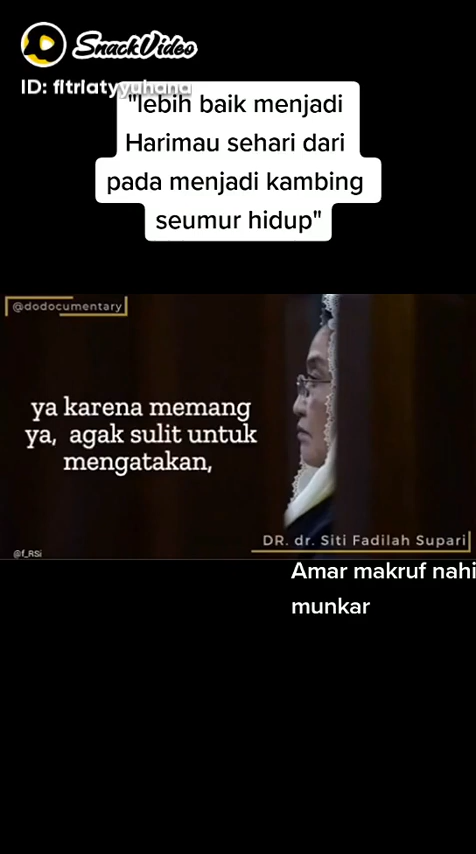 SnackVideo
ID: fitriatyyuhana
"lebih baik menjadi
Harimau sehari dari
pada menjadi kambing
seumur hidup"
@dodocumentary
ya karena memang
ya, agak sulit untuk
mengatakan,
DR. dr. Siti Fadilah Supari
@f_RSi
Amar makruf nahi
munkar